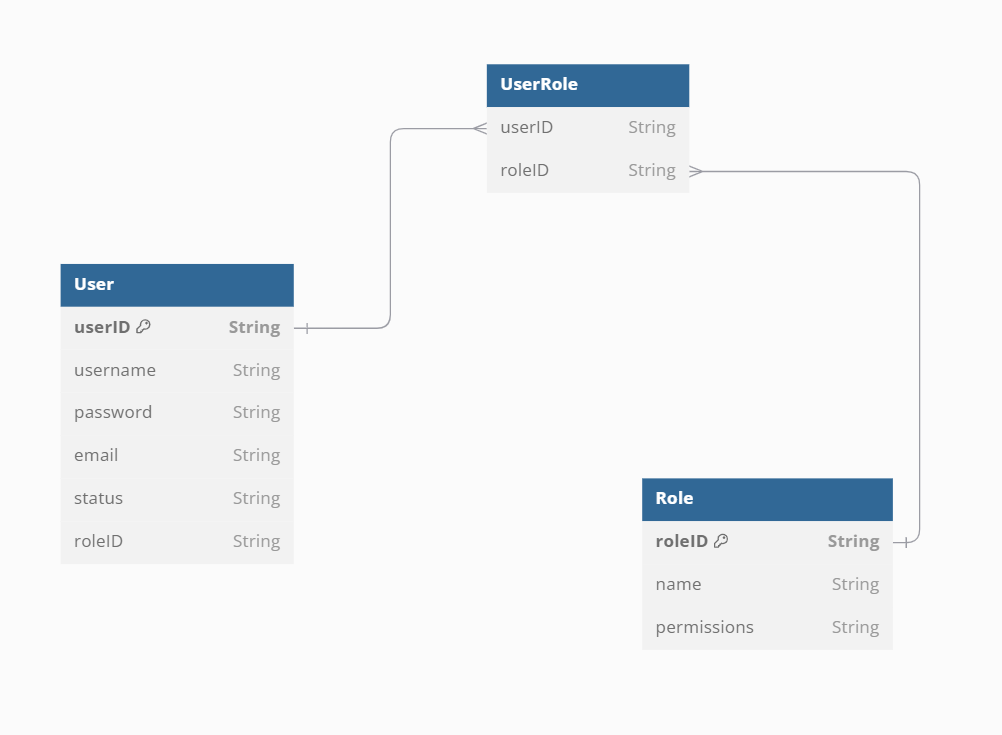 UserRole
userID String
roleID String
User
userID String
username String
password String
email String
status String
roleID String
Role
roleID String
name String
permissions String